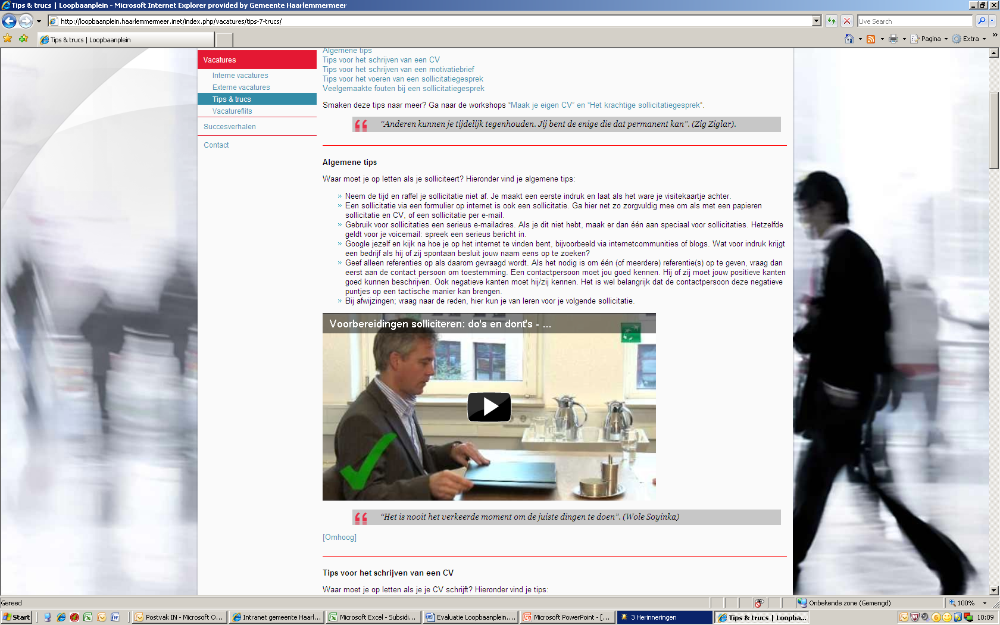 Tips & trucs | Loopbaanplein - Microsoft Internet Explorer provided by Gemeente Haarlemmermeer
http://loopbaanplein.haarlemmermeer.inet/index.php/vacatures/tips-7-trucs/
Live Search
Tips & trucs | Loopbaanplein
Pagina
Extra
Vacatures
Interne vacatures
Externe vacatures
Tips & trucs
Vacatureflits
Succesverhalen
Contact
Algemene tips
Tips voor het schrijven van een CV
Tips voor het schrijven van een motivatiebrief
Tips voor het voeren van een sollicitatiegesprek
Veelgemaakte fouten bij een sollicitatiegesprek
Smaken deze tips naar meer? Ga naar de workshops “Maak je eigen CV” en “Het krachtige sollicitatiegesprek“.
“Anderen kunnen je tijdelijk tegenhouden. Jij bent de enige die dat permanent kan”. (Zig Ziglar).
Algemene tips
Waar moet je op letten als je solliciteert? Hieronder vind je algemene tips:
» Neem de tijd en raffel je sollicitatie niet af. Je maakt een eerste indruk en laat als het ware je visitekaartje achter.
» Een sollicitatie via een formulier op internet is ook een sollicitatie. Ga hier net zo zorgvuldig mee om als met een papieren
sollicitatie en CV, of een sollicitatie per e-mail.
» Gebruik voor sollicitaties een serieus e-mailadres. Als je dit niet hebt, maak er dan één aan speciaal voor sollicitaties. Hetzelfde
geldt voor je voicemail: spreek een serieus bericht in.
» Google jezelf en kijk na hoe je op het internet te vinden bent, bijvoorbeeld via internetcommunities of blogs. Wat voor indruk krijgt
een bedrijf als hij of zij spontaan besluit jouw naam eens op te zoeken?
» Geef alleen referenties op als daarom gevraagd wordt. Als het nodig is om één (of meerdere) referentie(s) op te geven, vraag dan
eerst aan de contact persoon om toestemming. Een contactpersoon moet jou goed kennen. Hij of zij moet jouw positieve kanten
goed kunnen beschrijven. Ook negatieve kanten moet hij/zij kennen. Het is wel belangrijk dat de contactpersoon deze negatieve
puntjes op een tactische manier kan brengen.
» Bij afwijzingen; vraag naar de reden, hier kun je van leren voor je volgende sollicitatie.
Voorbereidingen solliciteren: do's en dont's - ...
“Het is nooit het verkeerde moment om de juiste dingen te doen”. (Wole Soyinka)
[Omhoog]
Tips voor het schrijven van een CV
Waar moet je op letten als je je CV schrijft? Hieronder vind je tips:
Gereed
Onbekende zone (Gemengd)
100%
Start
Postvak IN - Microsoft O...
Intranet gemeente Haarl...
Microsoft Excel - Subsidi...
Evaluatie Loopbaanplein....
Microsoft PowerPoint - [...
3 Herinneringen
Tips & trucs | Loopba...
10:09